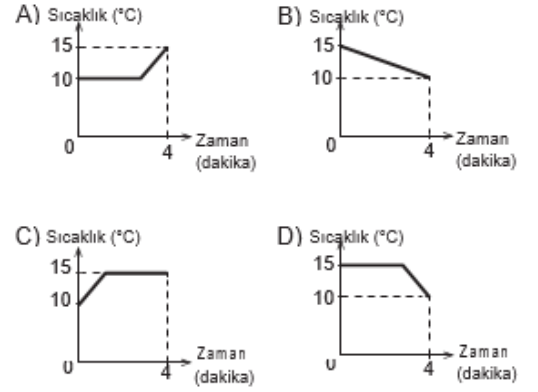 A) Sıcaklık (°C)
15
10
0
4
Zaman
(dakika)
B) Sıcaklık (°C)
15
10
0
4
Zaman
(dakika)
C) Sıcaklık (°C)
15
10
0
4
Zaman
(dakika)
D) Sıcaklık (°C)
15
10
0
4
Zaman
(dakika)